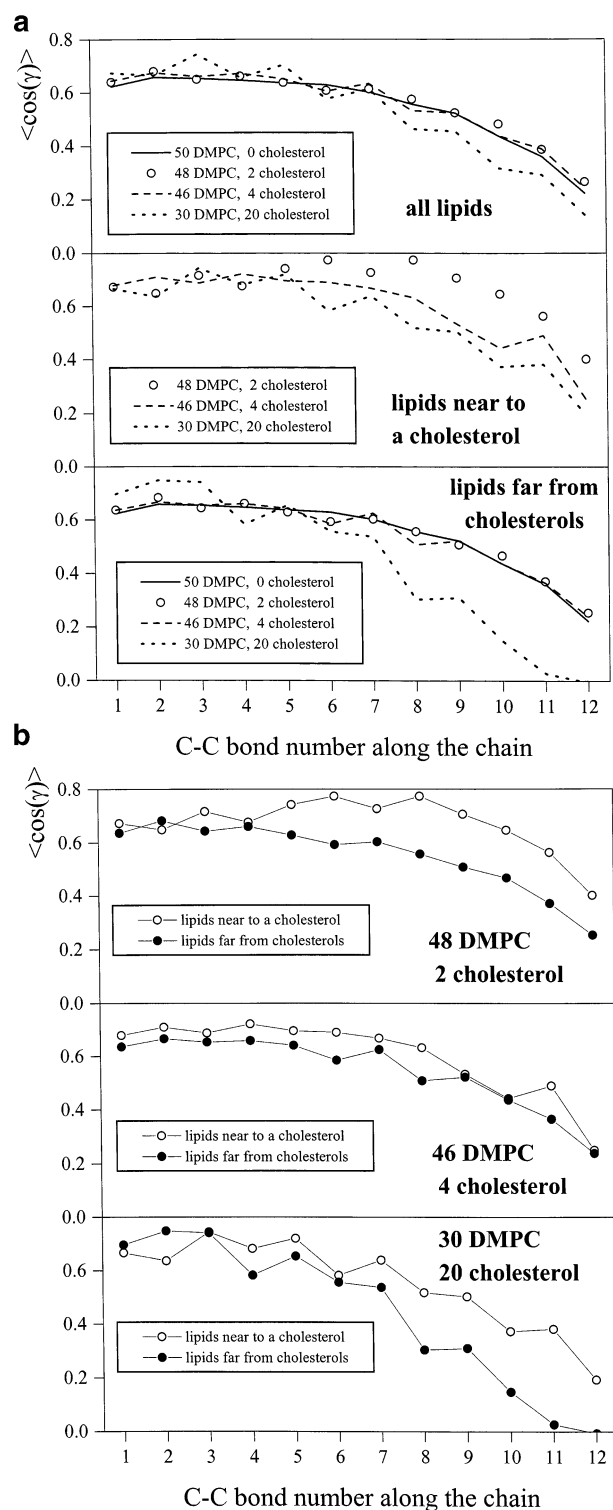 a
<cos(γ)>
0.8
0.6
0.4
0.2
0.0
50 DMPC, 0 cholesterol
48 DMPC, 2 cholesterol
46 DMPC, 4 cholesterol
30 DMPC, 20 cholesterol
all lipids
0.6
0.4
0.2
0.0
48 DMPC, 2 cholesterol
46 DMPC, 4 cholesterol
30 DMPC, 20 cholesterol
lipids near to
a cholesterol
lipids far from
cholesterols
0.6
0.4
0.2
0.0
50 DMPC, 0 cholesterol
48 DMPC, 2 cholesterol
46 DMPC, 4 cholesterol
30 DMPC, 20 cholesterol
1 2 3 4 5 6 7 8 9 10 11 12
C-C bond number along the chain
b
<cos(γ)>
0.8
0.6
0.4
0.2
0.0
lipids near to a cholesterol
lipids far from cholesterols
48 DMPC
2 cholesterol
0.6
0.4
0.2
0.0
lipids near to a cholesterol
lipids far from cholesterols
46 DMPC
4 cholesterol
30 DMPC
20 cholesterol
0.6
0.4
0.2
0.0
lipids near to a cholesterol
lipids far from cholesterols
1 2 3 4 5 6 7 8 9 10 11 12
C-C bond number along the chain